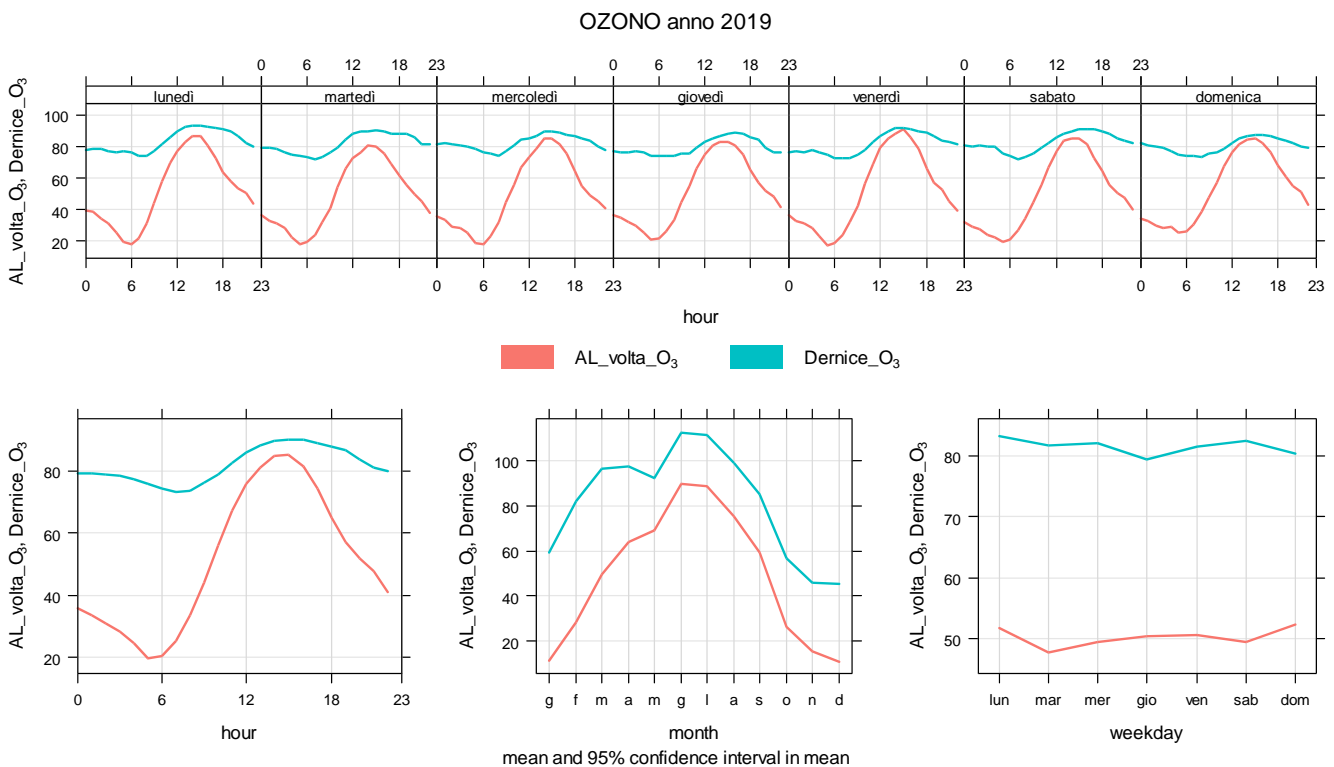 OZONO anno 2019
0 6 12 18 23 0 6 12 18 23 0 6 12 18 23
lunedì martedì mercoledì giovedì venerdì sabato domenica
AL_volta_O₃, Dernice_O₃
100
80
60
40
20
0 6 12 18 23 0 6 12 18 23 0 6 12 18 23 0 6 12 18 23
hour
AL_volta_O₃ Dernice_O₃
AL_volta_O₃, Dernice_O₃
80
60
40
20
0 6 12 18 23
hour
AL_volta_O₃, Dernice_O₃
100
80
60
40
20
g f m a m g l a s o n d
month
AL_volta_O₃, Dernice_O₃
80
70
60
50
lun mar mer gio ven sab dom
weekday
mean and 95% confidence interval in mean